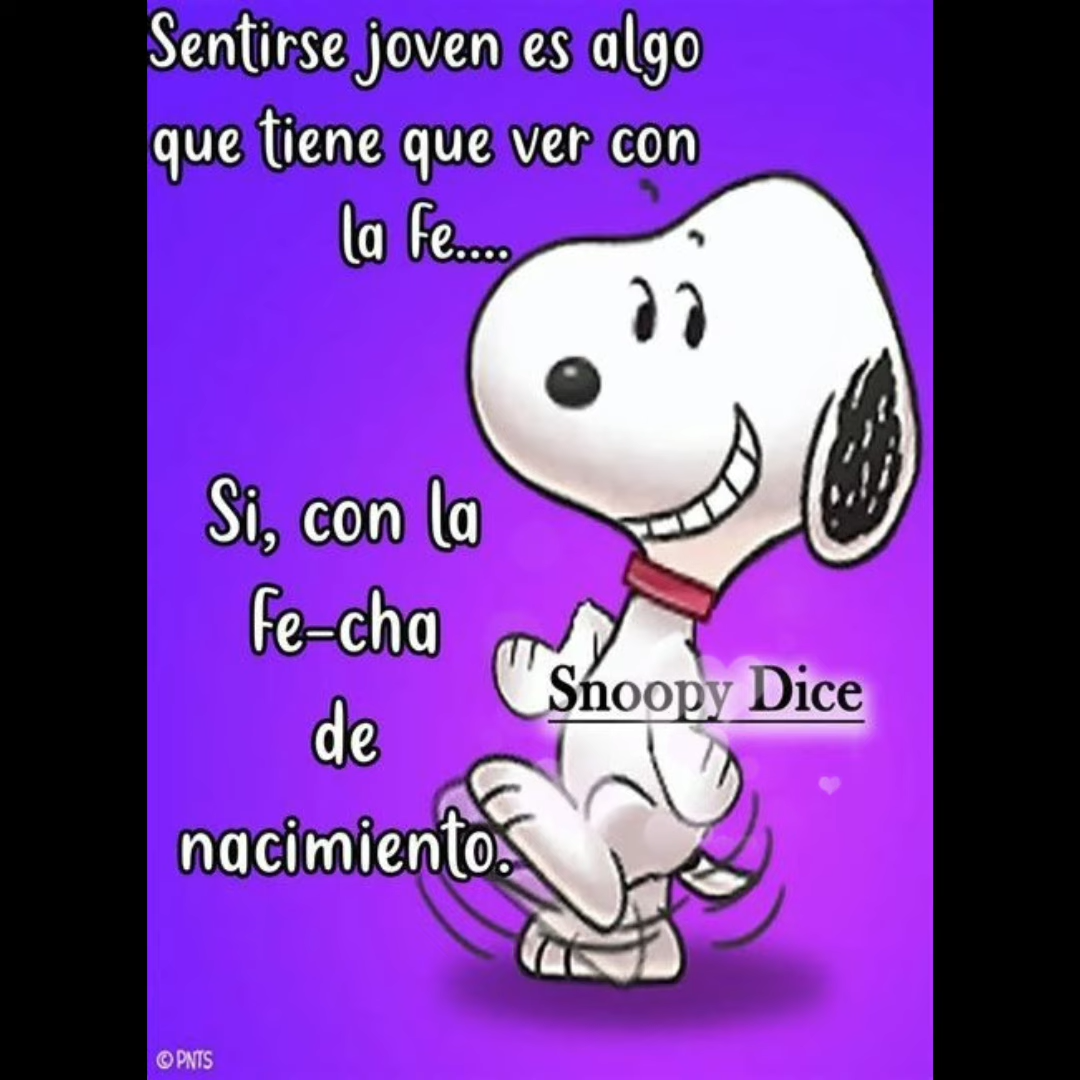 Sentirse joven es algo
que tiene que ver con
la fe....
Si, con la
fe-cha
de
nacimiento.
Snoopy Dice
© PNTS